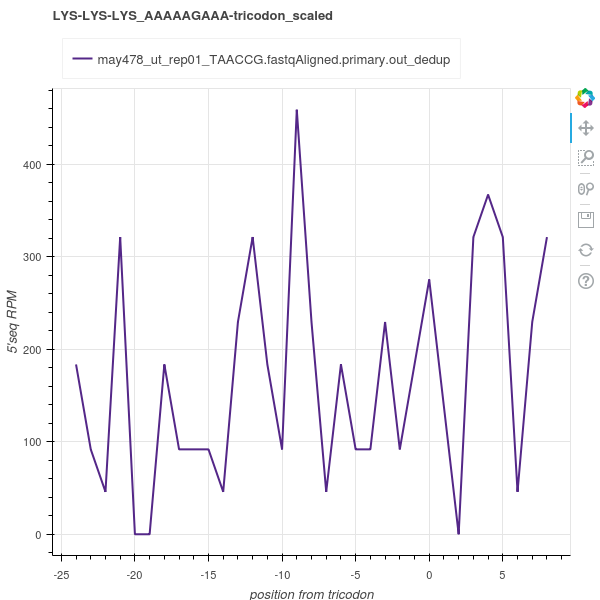 LYS-LYS-LYS_AAAAAGAAA-tricodon_scaled
may478_ut_rep01_TAACCG.fastqAligned.primary.out_dedup
400
300
200
100
0
5'seq RPM
-25 -20 -15 -10 -5 0 5
position from tricodon